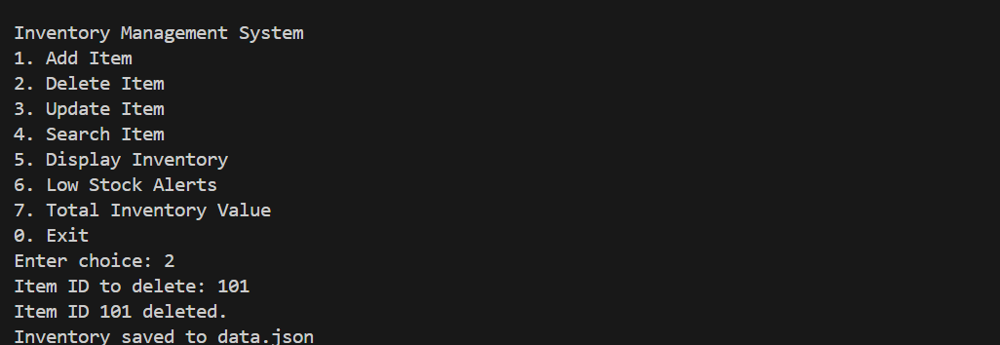 Inventory Management System
1. Add Item
2. Delete Item
3. Update Item
4. Search Item
5. Display Inventory
6. Low Stock Alerts
7. Total Inventory Value
0. Exit
Enter choice: 2
Item ID to delete: 101
Item ID 101 deleted.
Inventory saved to data.json